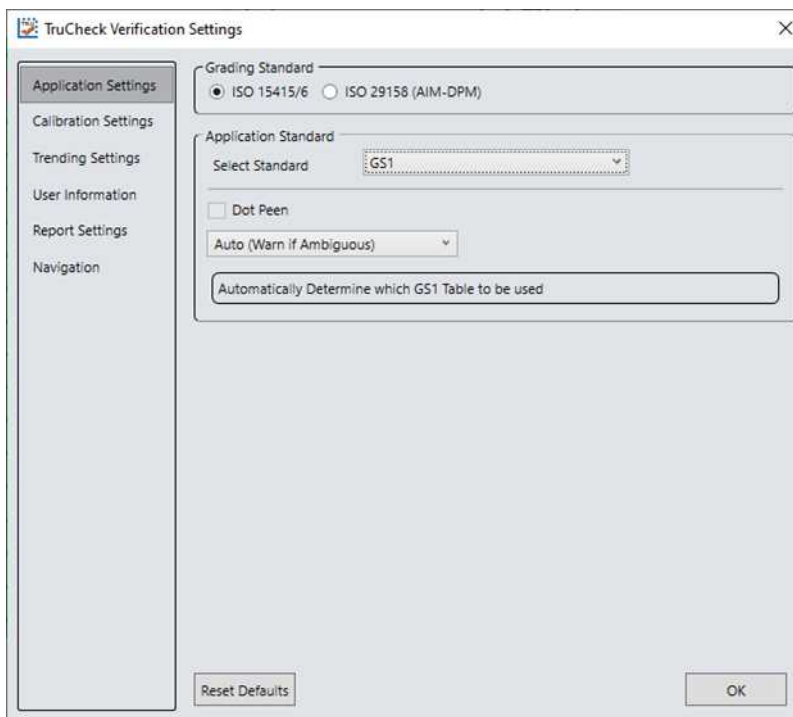 TruCheck Verification Settings
Application Settings
Calibration Settings
Trending Settings
User Information
Report Settings
Navigation
Grading Standard
ISO 15415/6
ISO 29158 (AIM-DPM)
Application Standard
Select Standard
GS1
Dot Peen
Auto (Warn if Ambiguous)
Automatically Determine which GS1 Table to be used
Reset Defaults
OK